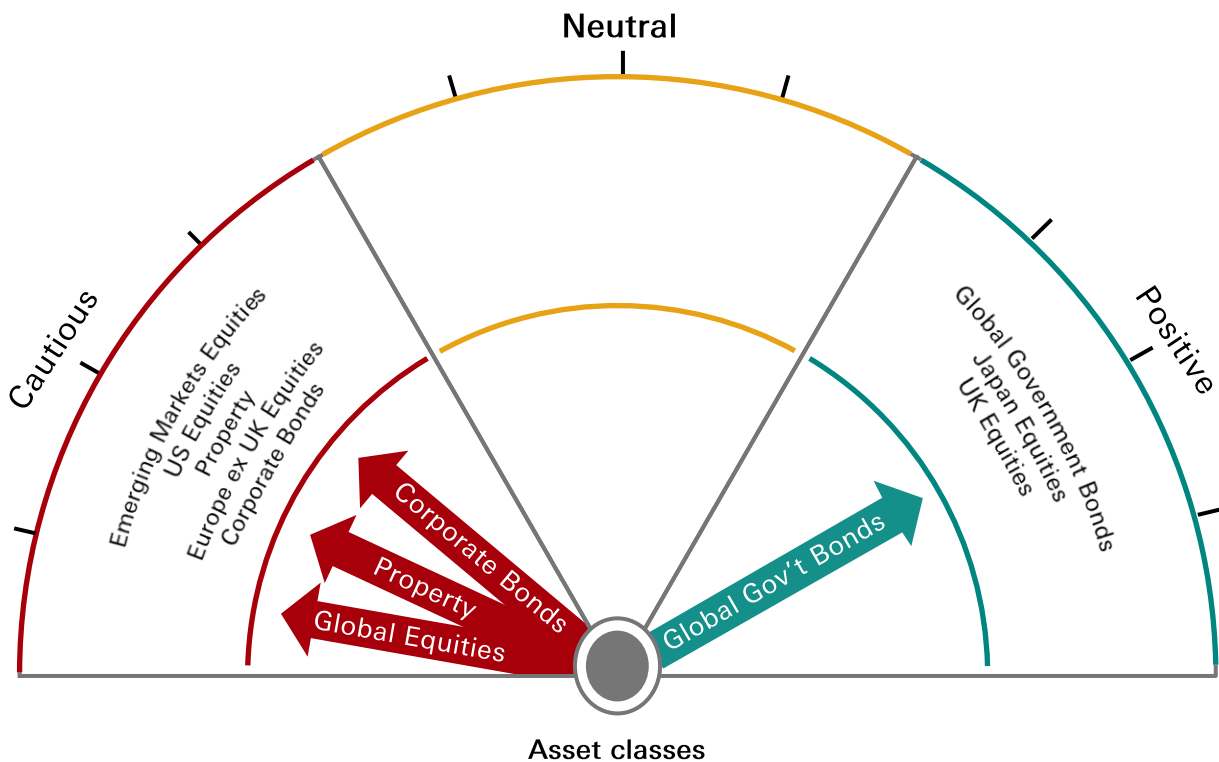 Neutral
Cautious
Positive
Emerging Markets Equities
US Equities
Property
Europe ex UK Equities
Corporate Bonds
Global Government Bonds
Japan Equities
UK Equities
Corporate Bonds
Property
Global Equities
Global Gov't Bonds
Asset classes